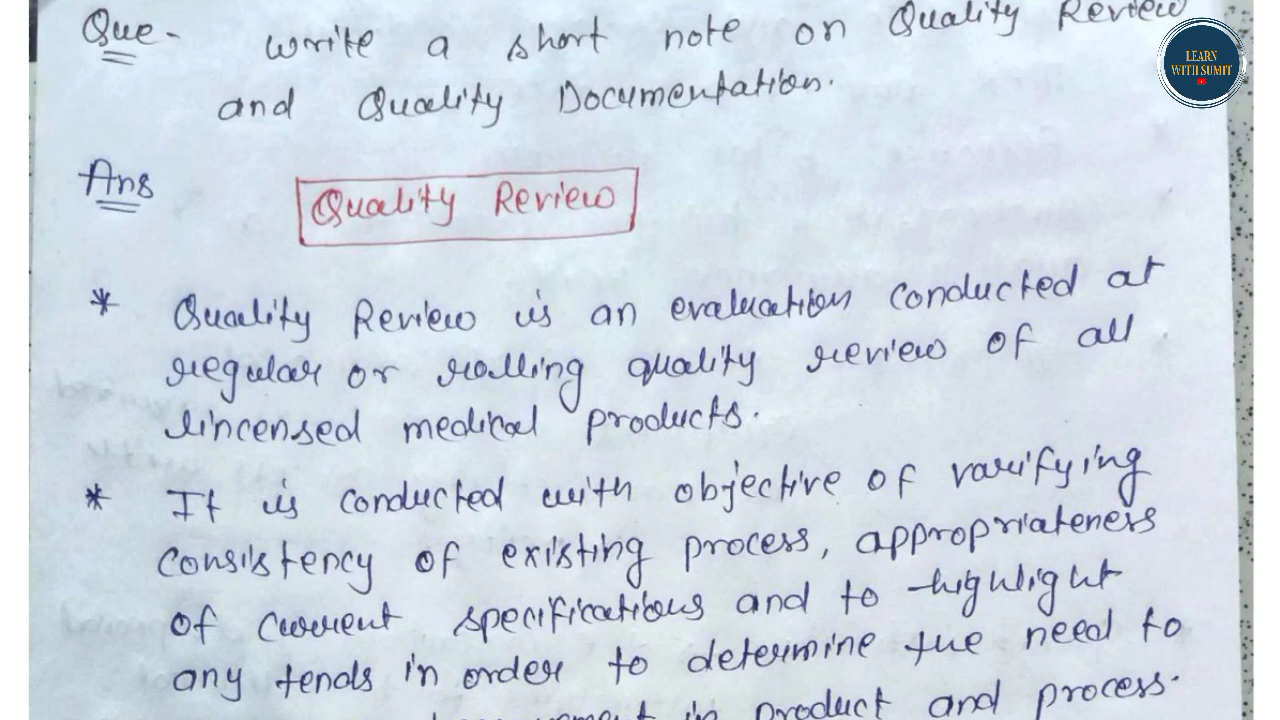 Que- Write a short note on Quality Review
and Quality Documentation.
LEARN
WITH SUMIT
Ans
Quality Review
* Quality Review is an evaluation conducted at
regular or rolling quality review of all
lincensed medical products.
* It is conducted with objective of varifying
consistency of existing process, appropriateness
of current specifications and to highlight
any tends in order to determine the need to
in product and process.